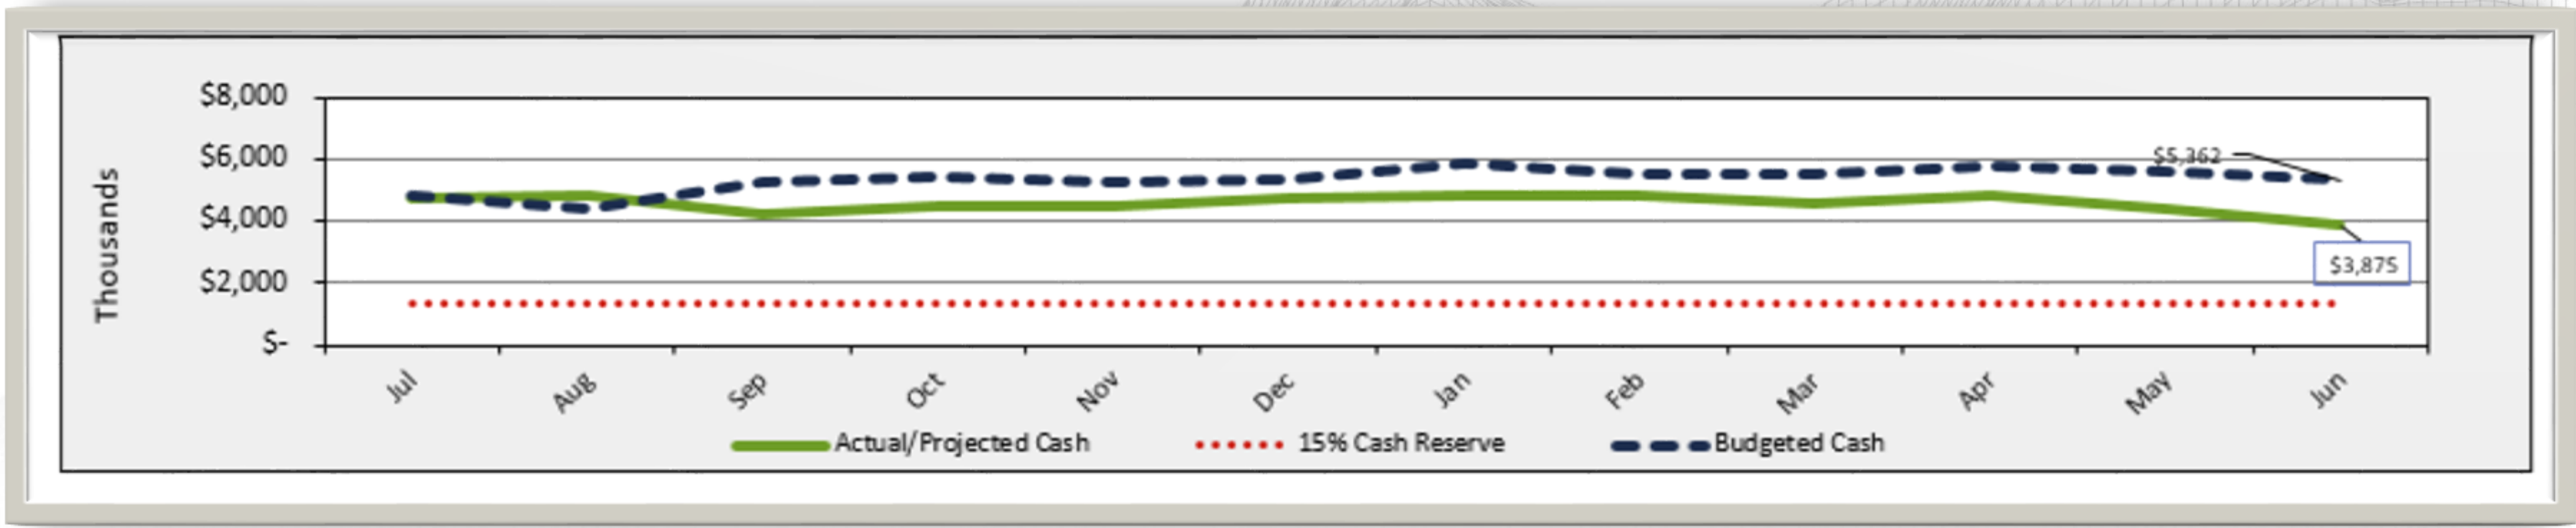 $8,000
$6,000
$4,000
$2,000
$-
Thousands
$5,362
$3,875
Jul
Aug
Sep
Oct
Nov
Dec
Jan
Feb
Mar
Apr
May
Jun
Actual/Projected Cash
15% Cash Reserve
Budgeted Cash